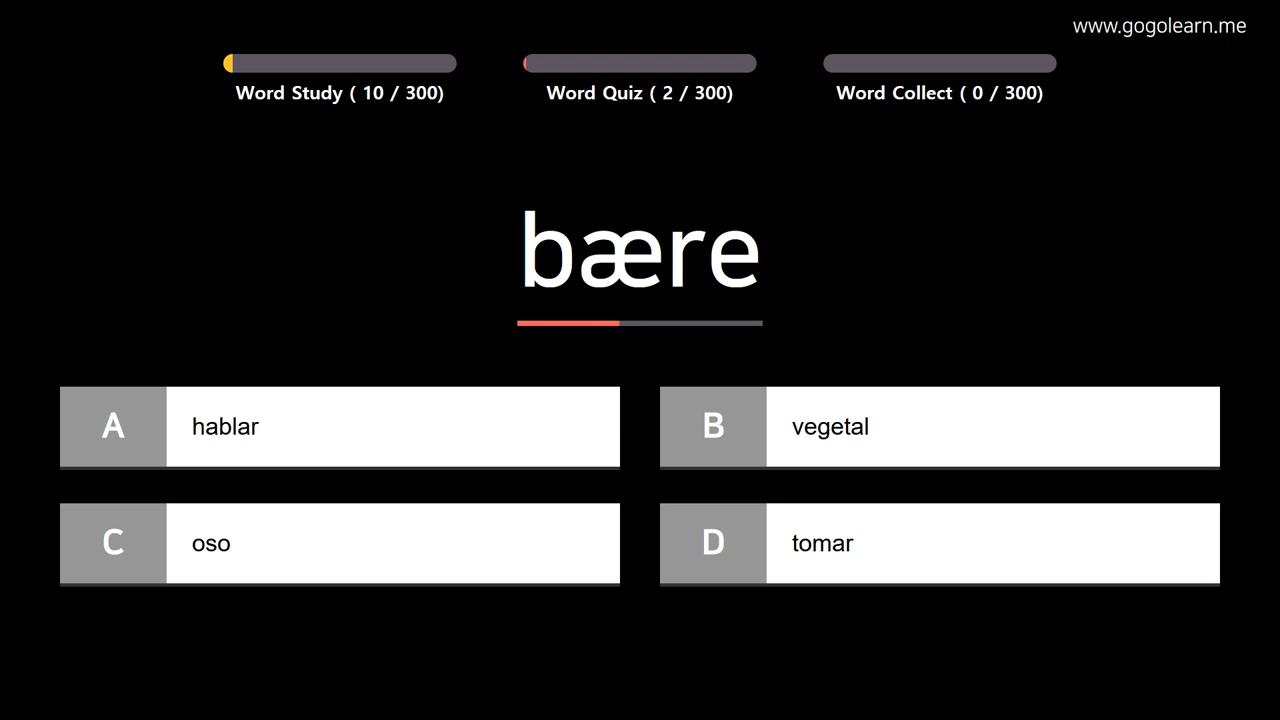 www.gogolearn.me
Word Study ( 10 / 300)
Word Quiz ( 2 / 300)
Word Collect ( 0 / 300)
bære
A hablar
B vegetal
C oso
D tomar